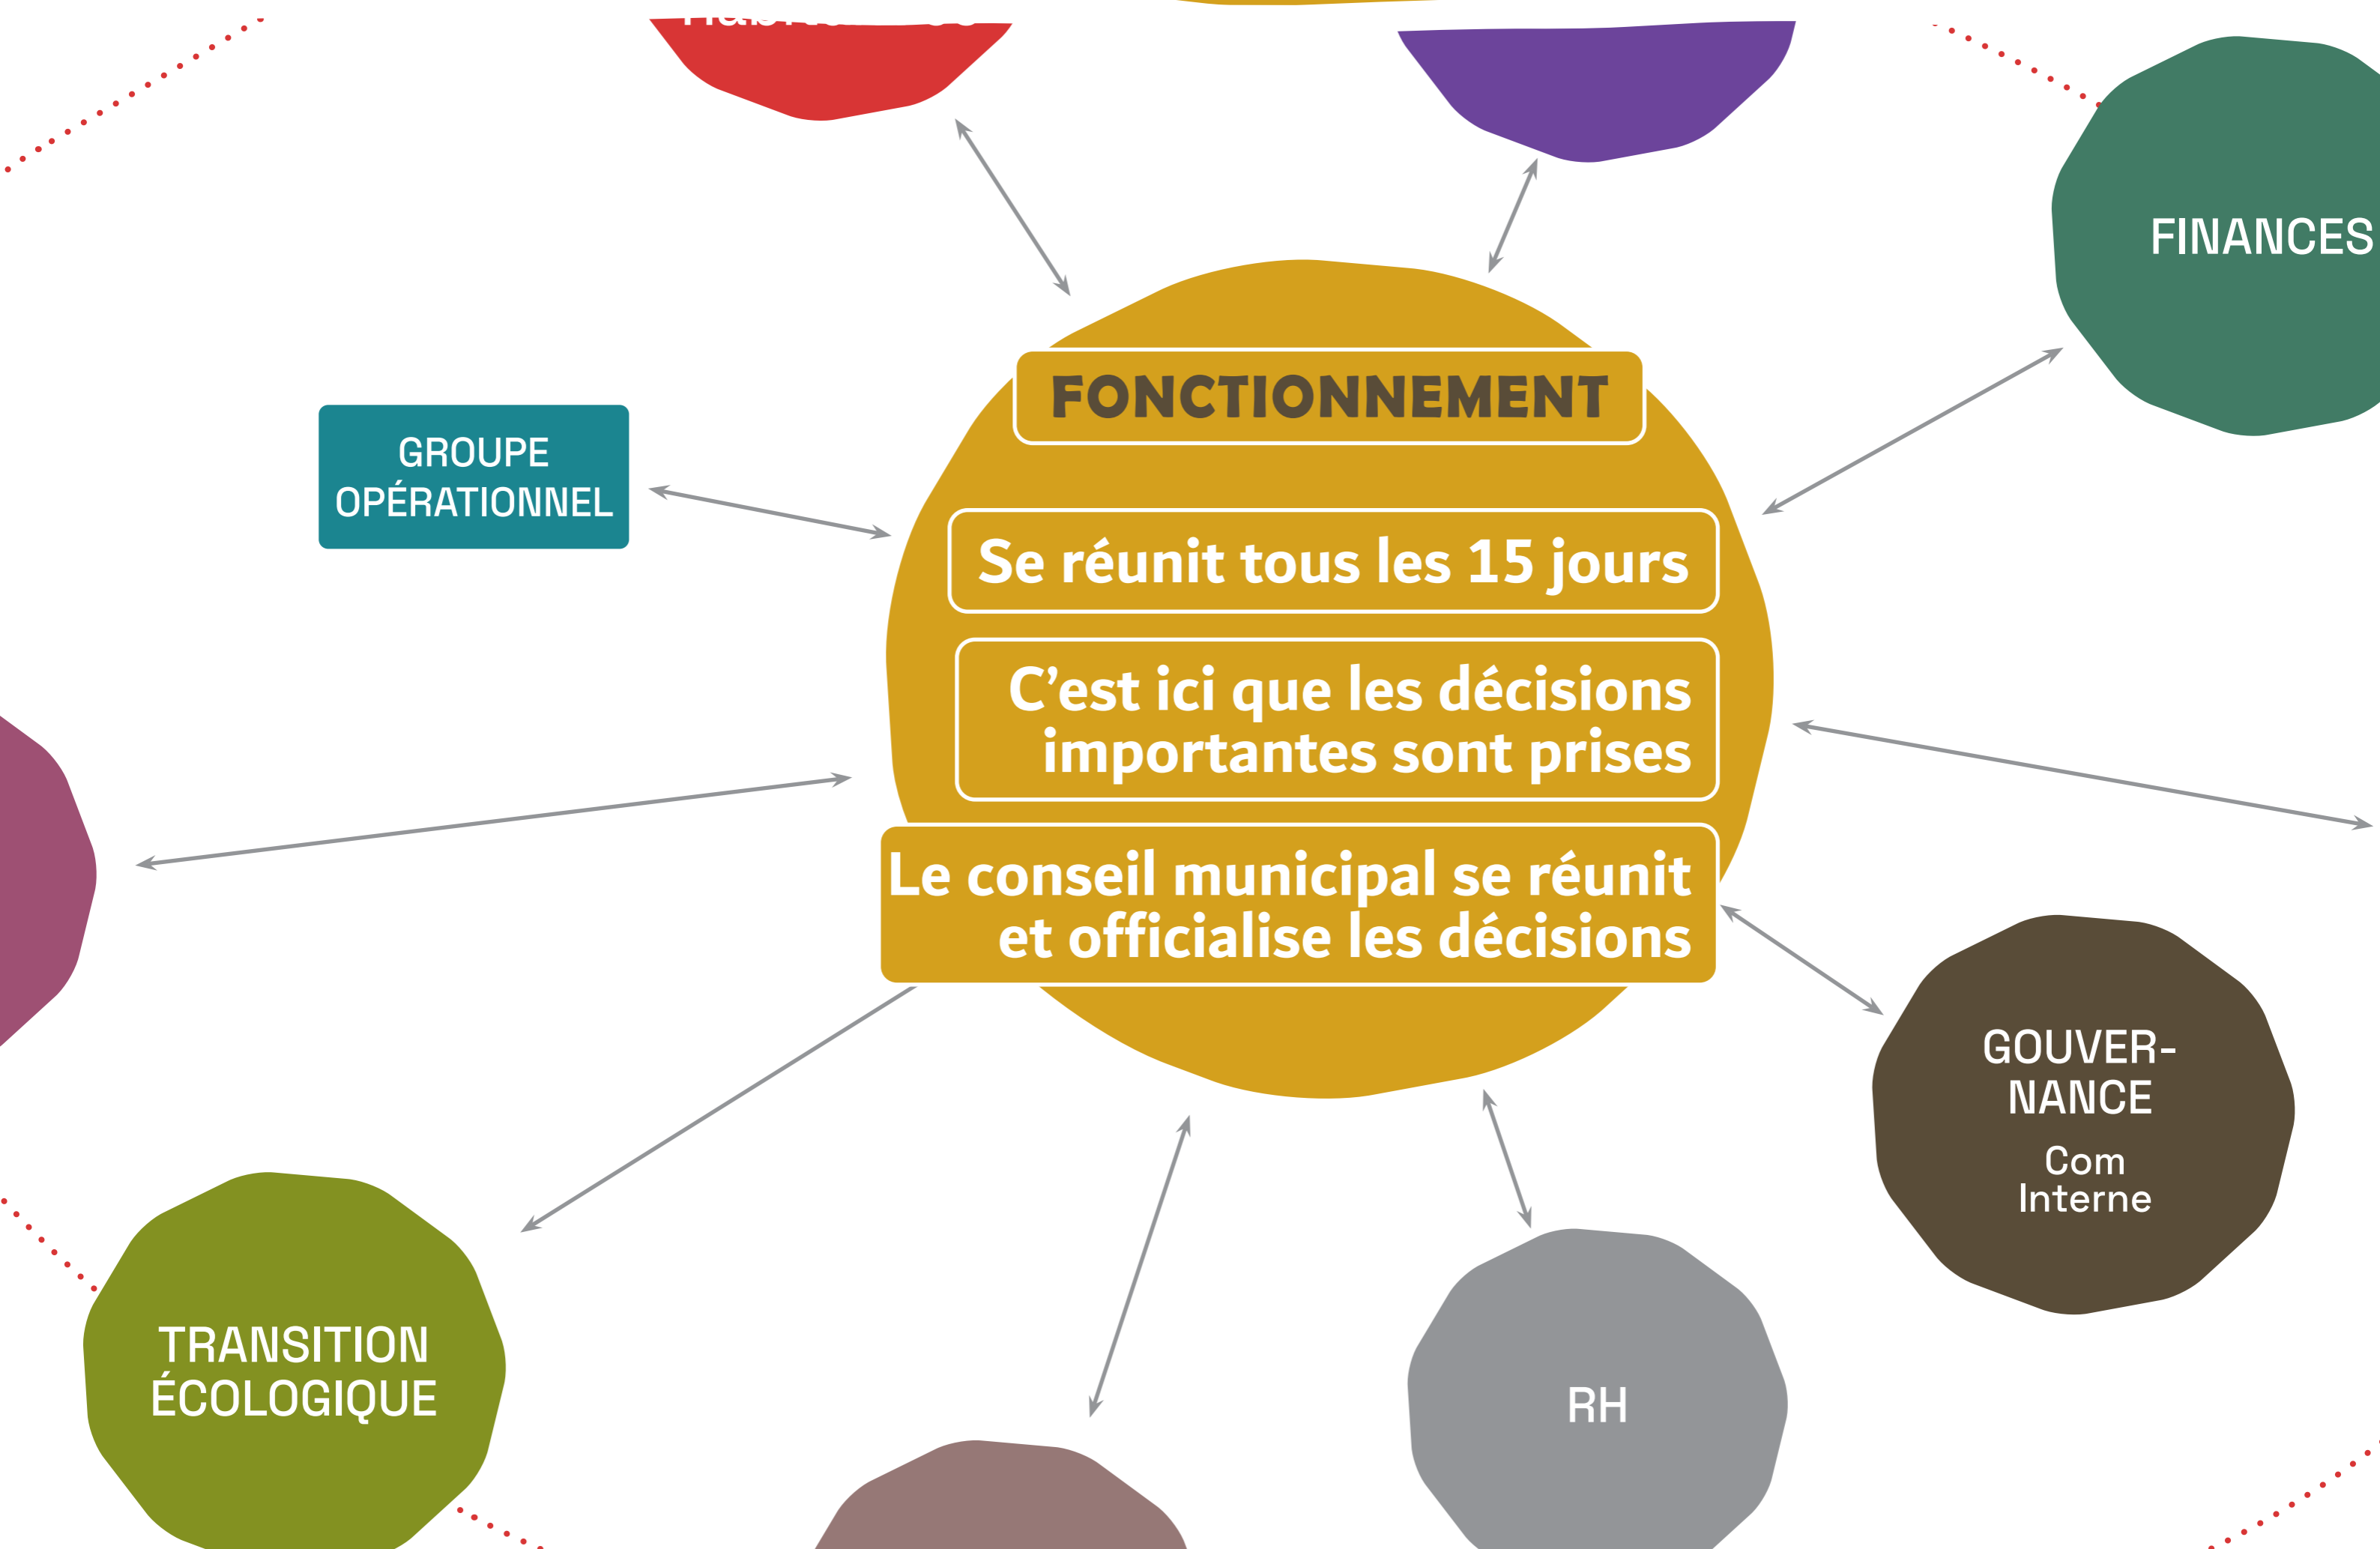 FINANCES
FONCTIONNEMENT
GROUPE
OPÉRATIONNEL
Se réunit tous les 15 jours
C'est ici que les décisions
importantes sont prises
Le conseil municipal se réunit
et officialise les décisions
GOUVER-
NANCE
Com
Interne
TRANSITION
ÉCOLOGIQUE
RH